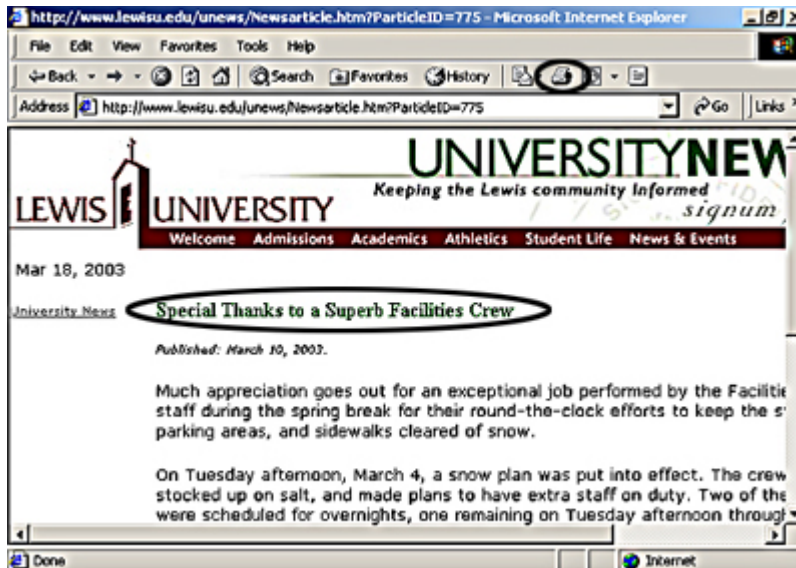 http://www.lewisu.edu/unews/Newsarticle.htm?ParticleID=775 - Microsoft Internet Explorer
File Edit View Favorites Tools Help
Back Search Favorites History
Address http://www.lewisu.edu/unews/Newsarticle.htm?ParticleID=775 Go Links
UNIVERSITYNEW
Keeping the Lewis community Informed
LEWIS UNIVERSITY signum
Welcome Admissions Academics Athletics Student Life News & Events
Mar 18, 2003
University News Special Thanks to a Superb Facilities Crew
Published: March 10, 2003.
Much appreciation goes out for an exceptional job performed by the Facilitie
staff during the spring break for their round-the-clock efforts to keep the s
parking areas, and sidewalks cleared of snow.
On Tuesday afternoon, March 4, a snow plan was put into effect. The crew
stocked up on salt, and made plans to have extra staff on duty. Two of the
were scheduled for overnights, one remaining on Tuesday afternoon through
Done Internet